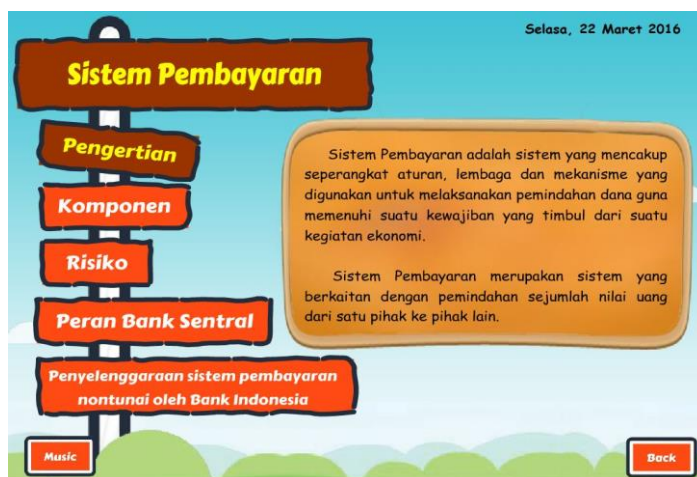 Selasa, 22 Maret 2016
Sistem Pembayaran
Pengertian
Komponen
Risiko
Peran Bank Sentral
Penyelenggaraan sistem pembayaran
nontunai oleh Bank Indonesia
Sistem Pembayaran adalah sistem yang mencakup
seperangkat aturan, lembaga dan mekanisme yang
digunakan untuk melaksanakan pemindahan dana guna
memenuhi suatu kewajiban yang timbul dari suatu
kegiatan ekonomi.
Sistem Pembayaran merupakan sistem yang
berkaitan dengan pemindahan sejumlah nilai uang
dari satu pihak ke pihak lain.
Music
Back